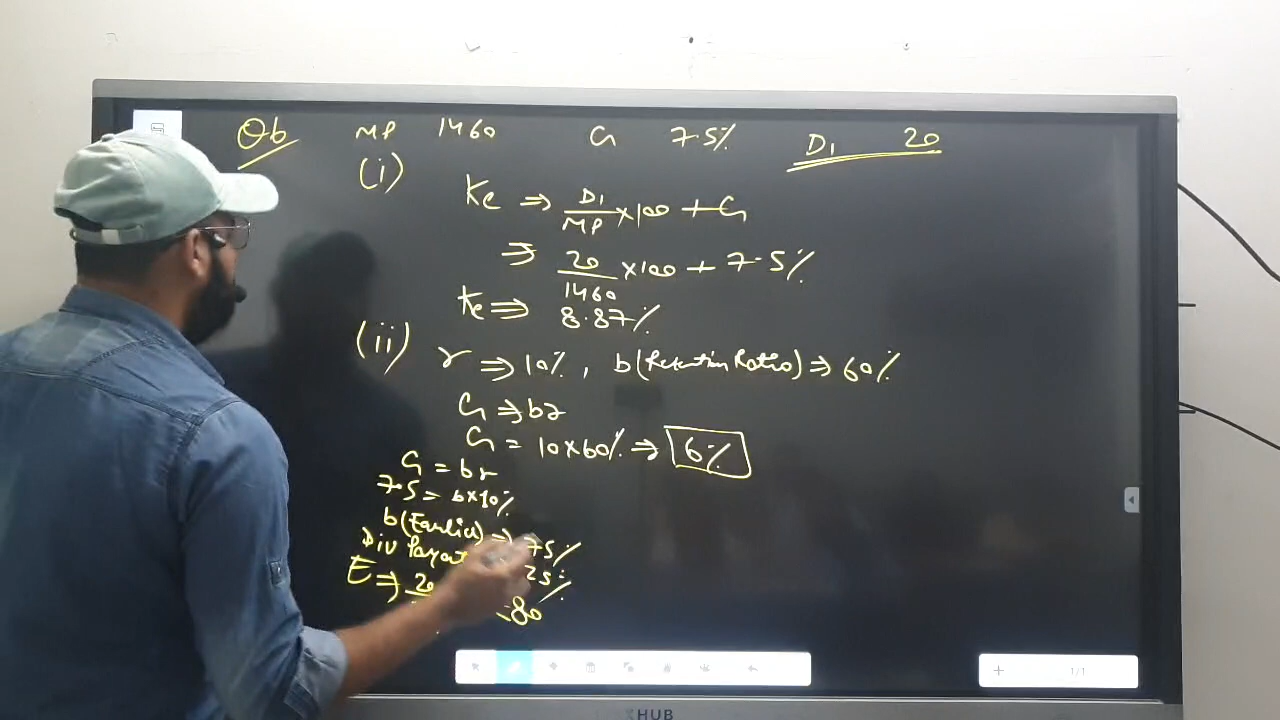 Qb MP 1460 G 7.5% D1 20
(i)
Ke ⇒ D1/MP × 100 + G
⇒ 20/1460 × 100 + 7.5%
Ke ⇒ 8.87%
(ii) r ⇒ 10%, b (Retention Ratio) ⇒ 60%
G ⇒ br
G = 10 × 60% ⇒ 6%
G = br
7.5 = b × 10%
b (Earlier) ⇒ 75%
Div 25%
E ⇒ 20 = 80
1/1
HUB